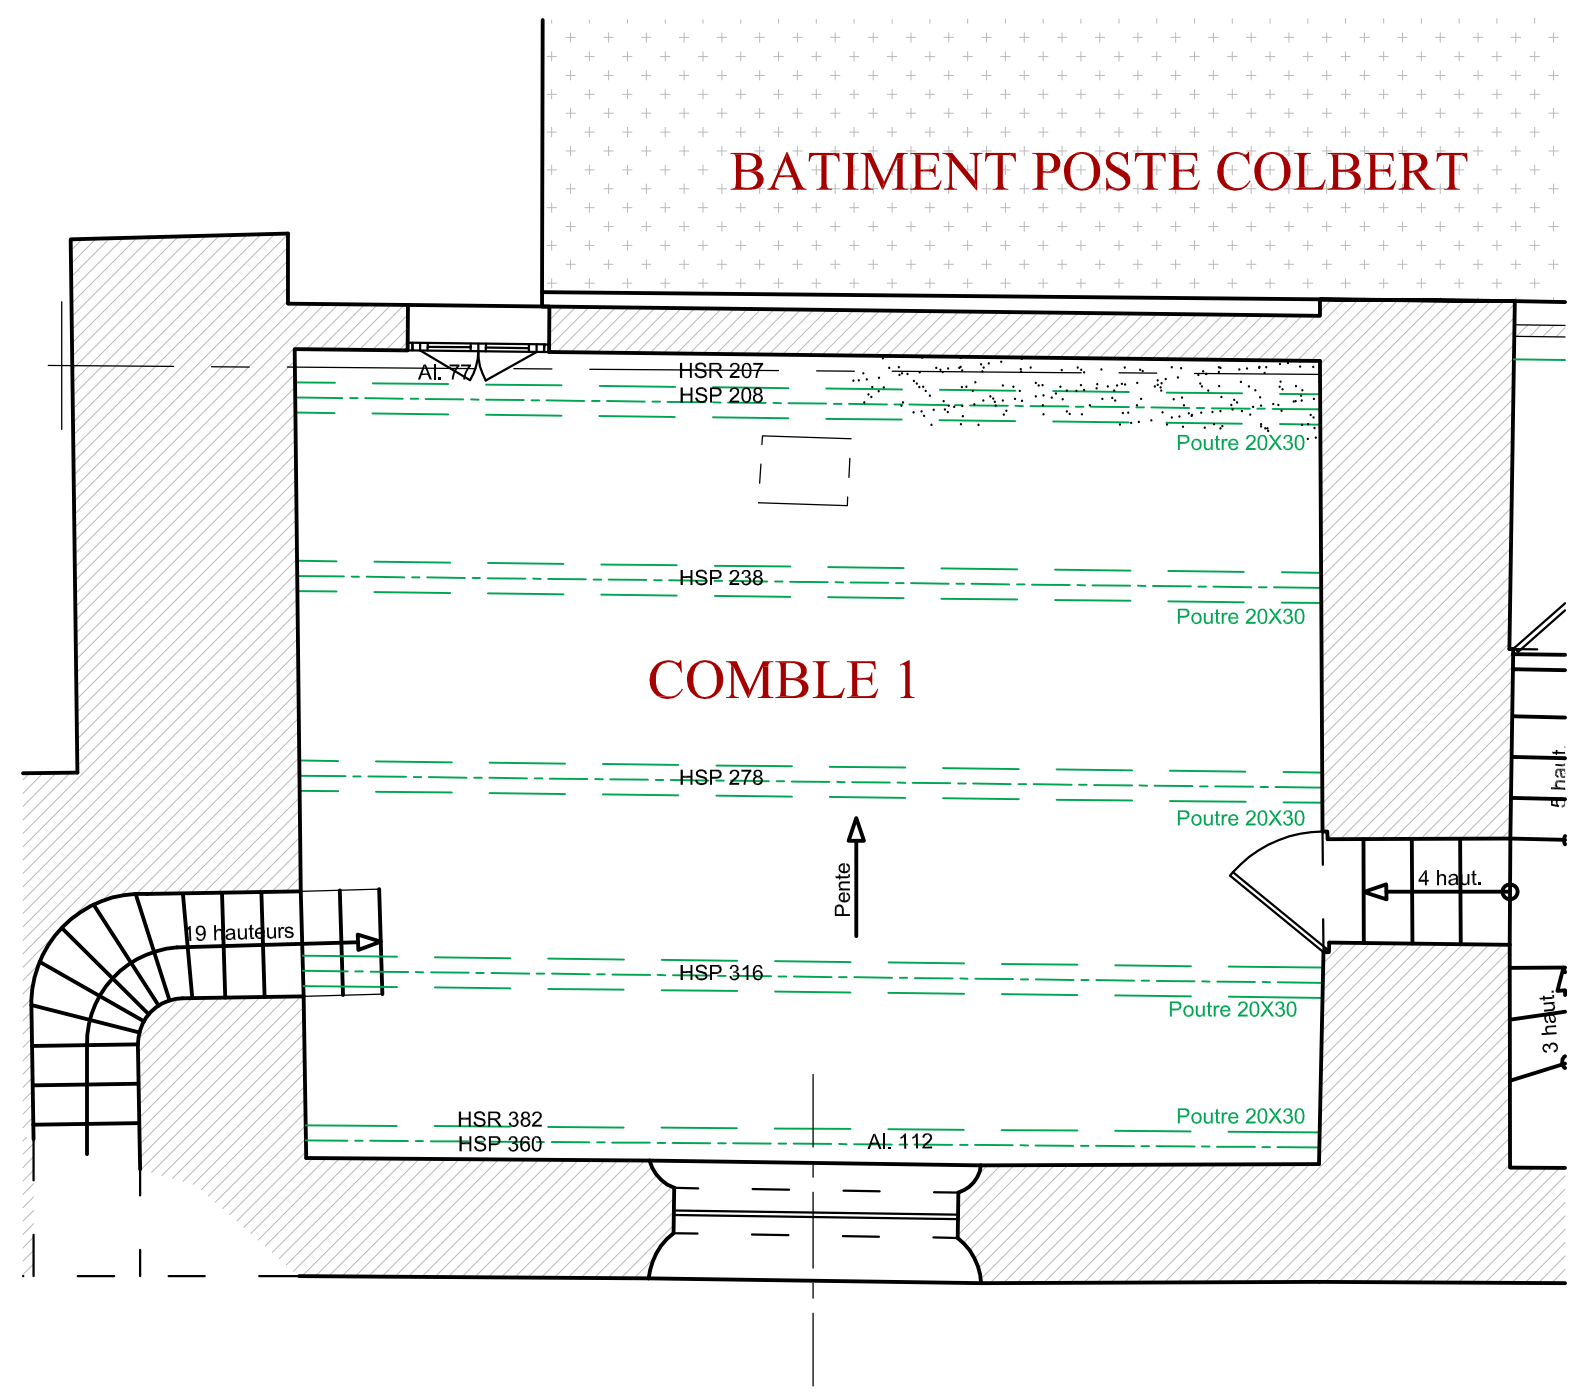 BATIMENT POSTE COLBERT
Al. 77
HSR 207
HSP 208
Poutre 20X30
HSP 238
Poutre 20X30
COMBLE 1
HSP 278
5 haut.
Poutre 20X30
Pente
4 haut.
19 hauteurs
HSP 316
Poutre 20X30
3 haut.
HSR 382
Poutre 20X30
HSP 360
Al. 112